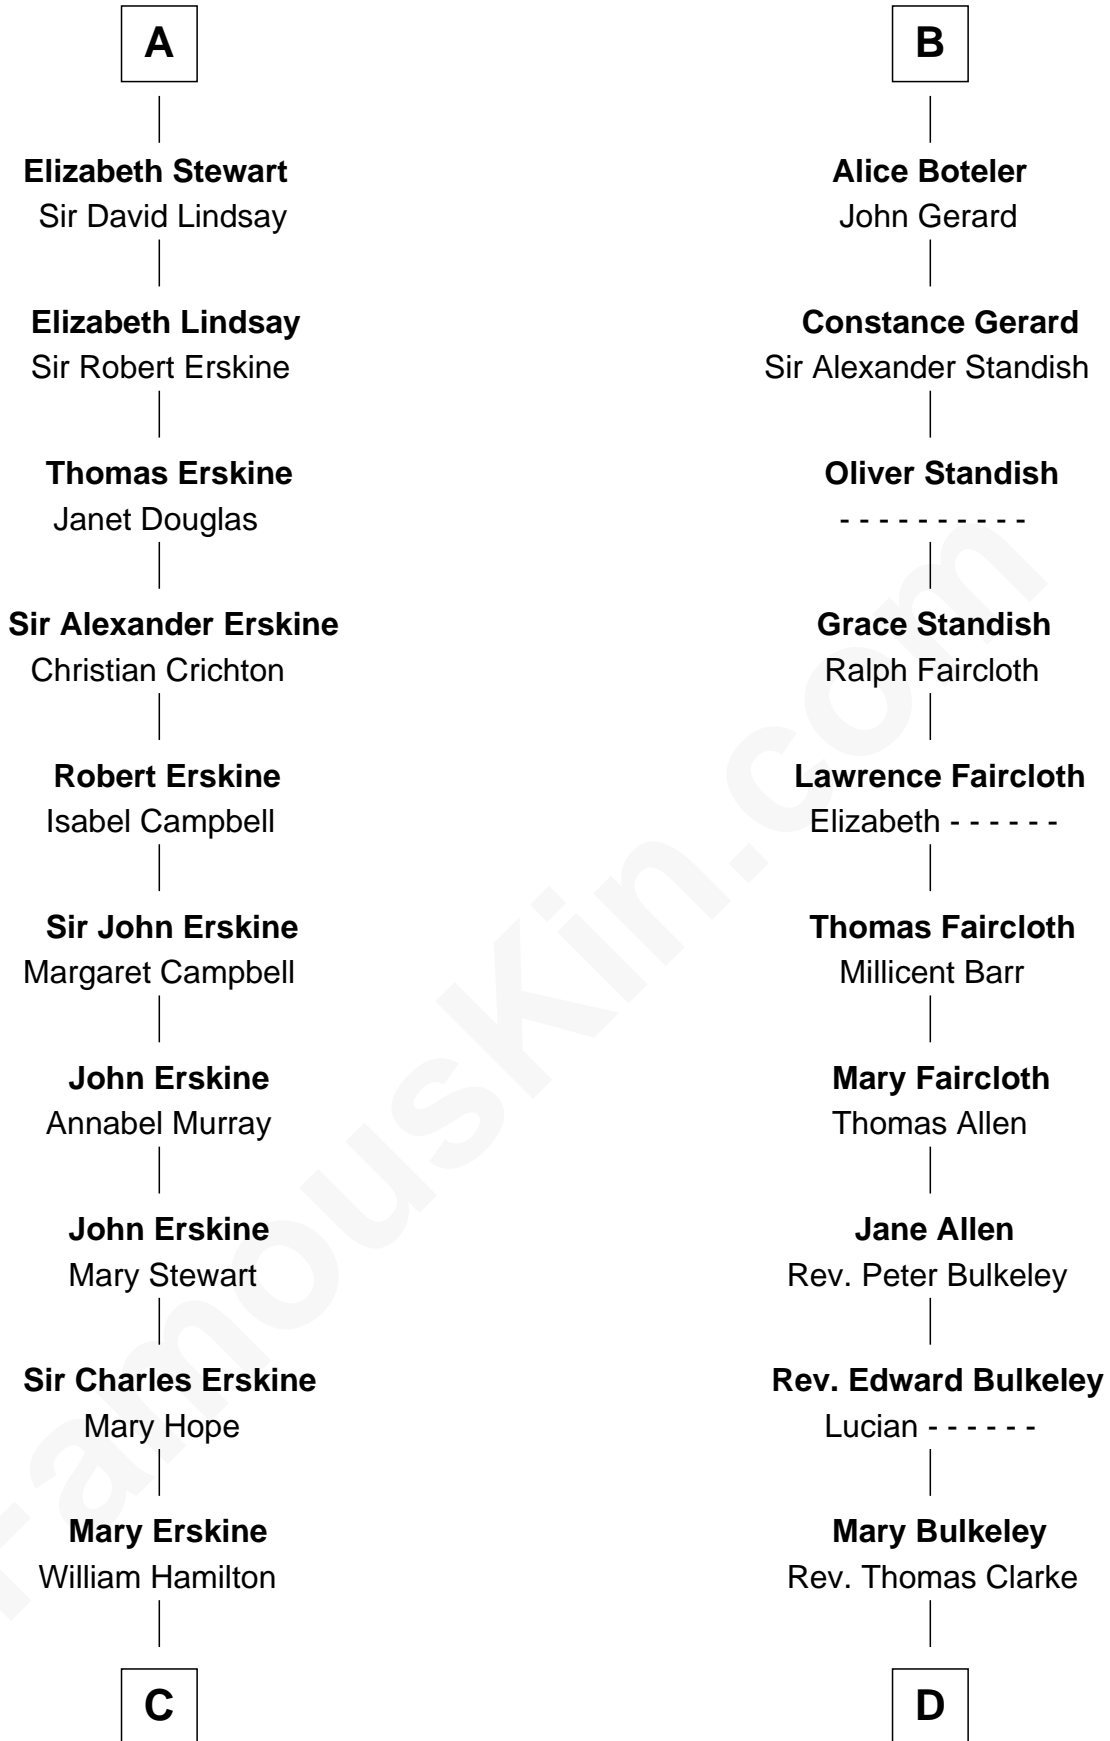 A
Elizabeth Stewart
Sir David Lindsay
Elizabeth Lindsay
Sir Robert Erskine
Thomas Erskine
Janet Douglas
Sir Alexander Erskine
Christian Crichton
Robert Erskine
Isabel Campbell
Sir John Erskine
Margaret Campbell
John Erskine
Annabel Murray
John Erskine
Mary Stewart
Sir Charles Erskine
Mary Hope
Mary Erskine
William Hamilton
C
B
Alice Boteler
John Gerard
Constance Gerard
Sir Alexander Standish
Oliver Standish
- - - - - - - - - -
Grace Standish
Ralph Faircloth
Lawrence Faircloth
Elizabeth - - - - - -
Thomas Faircloth
Millicent Barr
Mary Faircloth
Thomas Allen
Jane Allen
Rev. Peter Bulkeley
Rev. Edward Bulkeley
Lucian - - - - - -
Mary Bulkeley
Rev. Thomas Clarke
D
FamousKin.com